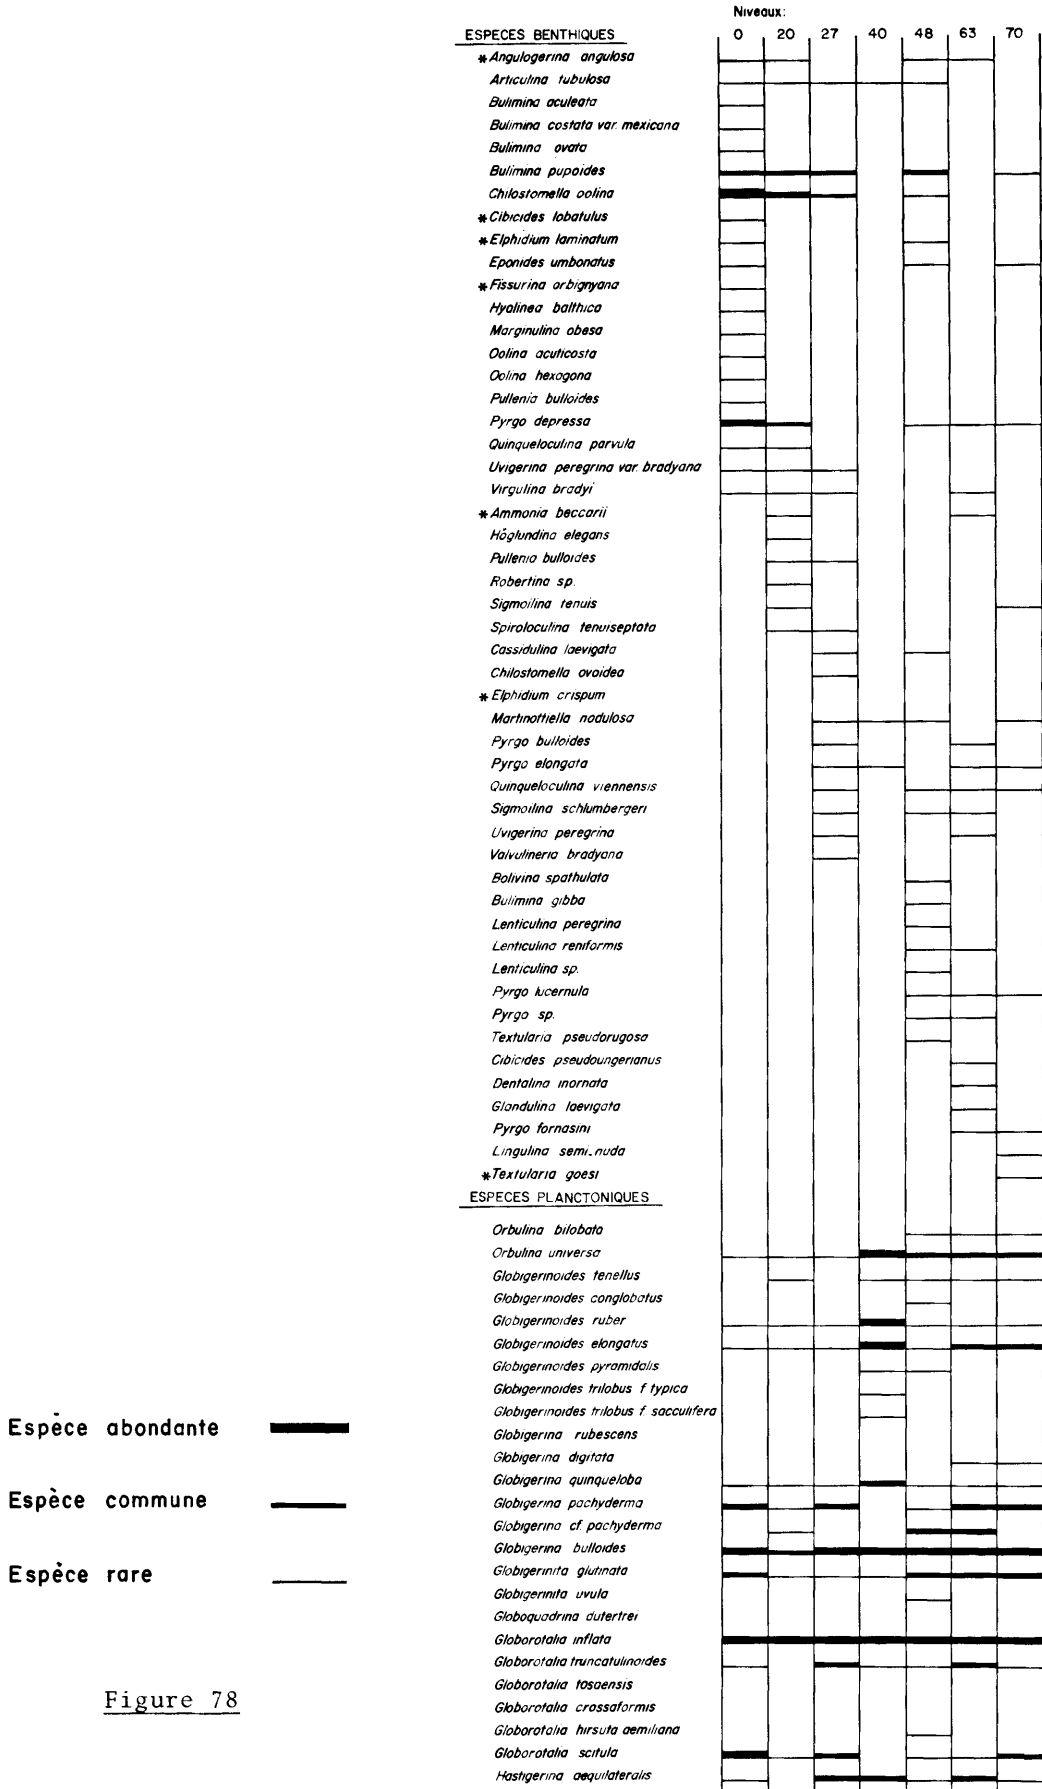 Niveaux:
ESPECES BENTHIQUES 0 20 27 40 48 63 70
*Angulogerina angulosa
Articulina tubulosa
Bulimina aculeata
Bulimina costata var. mexicana
Bulimina ovata
Bulimina pupoides
Chilostomella oolina
*Cibicides lobatulus
*Elphidium laminatum
Eponides umbonatus
*Fissurina orbignyana
Hyalinea balthica
Marginulina obesa
Oolina acuticosta
Oolina hexagona
Pullenia bulloides
Pyrgo depressa
Quinqueloculina parvula
Uvigerina peregrina var. bradyana
Virgulina bradyi
*Ammonia beccarii
Höglundina elegans
Pullenia bulloides
Robertina sp.
Sigmoilina tenuis
Spiroloculina tenuiseptata
Cassidulina laevigata
Chilostomella ovoidea
*Elphidium crispum
Martinottiella nodulosa
Pyrgo bulloides
Pyrgo elongata
Quinqueloculina viennensis
Sigmoilina schlumbergeri
Uvigerina peregrina
Valvulineria bradyana
Bolivina spathulata
Bulimina gibba
Lenticulina peregrina
Lenticulina reniformis
Lenticulina sp.
Pyrgo lucernula
Pyrgo sp.
Textularia pseudorugosa
Cibicides pseudoungerianus
Dentalina inornata
Glandulina laevigata
Pyrgo fornasini
Lingulina semi-nuda
*Textularia goesi
ESPECES PLANCTONIQUES
Orbulina bilobata
Orbulina universa
Globigerinoides tenellus
Globigerinoides conglobatus
Globigerinoides ruber
Globigerinoides elongatus
Globigerinoides pyramidalis
Globigerinoides trilobus f typica
Globigerinoides trilobus f. sacculifera
Globigerina rubescens
Globigerina digitata
Globigerina quinqueloba
Globigerina pachyderma
Globigerina cf. pachyderma
Globigerina bulloides
Globigerinita glutinata
Globigerinita uvula
Globoquadrina dutertrei
Globorotalia inflata
Globorotalia truncatulinoides
Globorotalia tosaensis
Globorotalia crossaformis
Globorotalia hirsuta aemiliana
Globorotalia scitula
Hastigerina aequilateralis
Espèce abondante
Espèce commune
Espèce rare
Figure 78